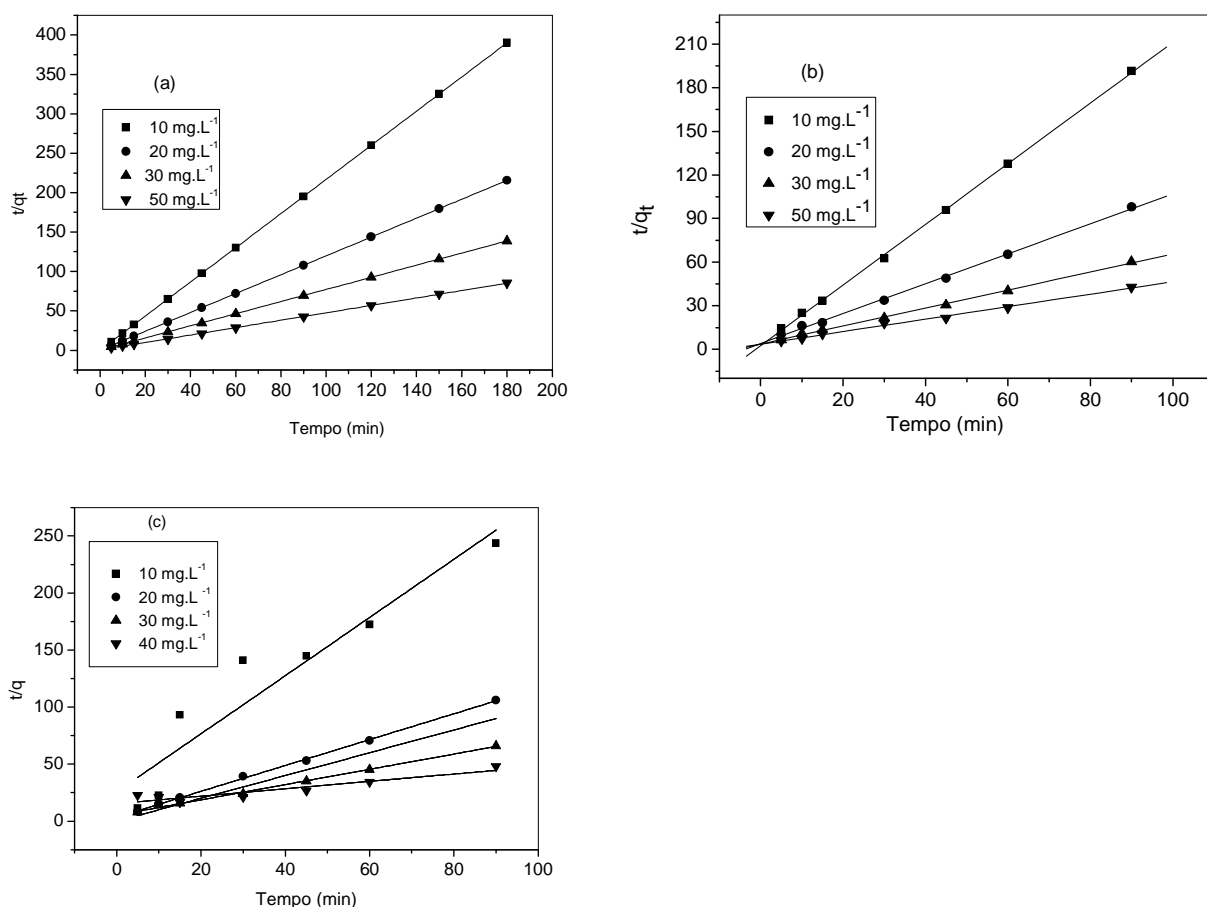 (a)
10 mg.L-1
20 mg.L-1
30 mg.L-1
50 mg.L-1
t/qt
400
350
300
250
200
150
100
50
0
0 20 40 60 80 100 120 140 160 180 200
Tempo (min)
(b)
10 mg.L-1
20 mg.L-1
30 mg.L-1
50 mg.L-1
t/qt
210
180
150
120
90
60
30
0
0 20 40 60 80 100
Tempo (min)
(c)
10 mg.L-1
20 mg.L-1
30 mg.L-1
40 mg.L-1
t/q
250
200
150
100
50
0
0 20 40 60 80 100
Tempo (min)